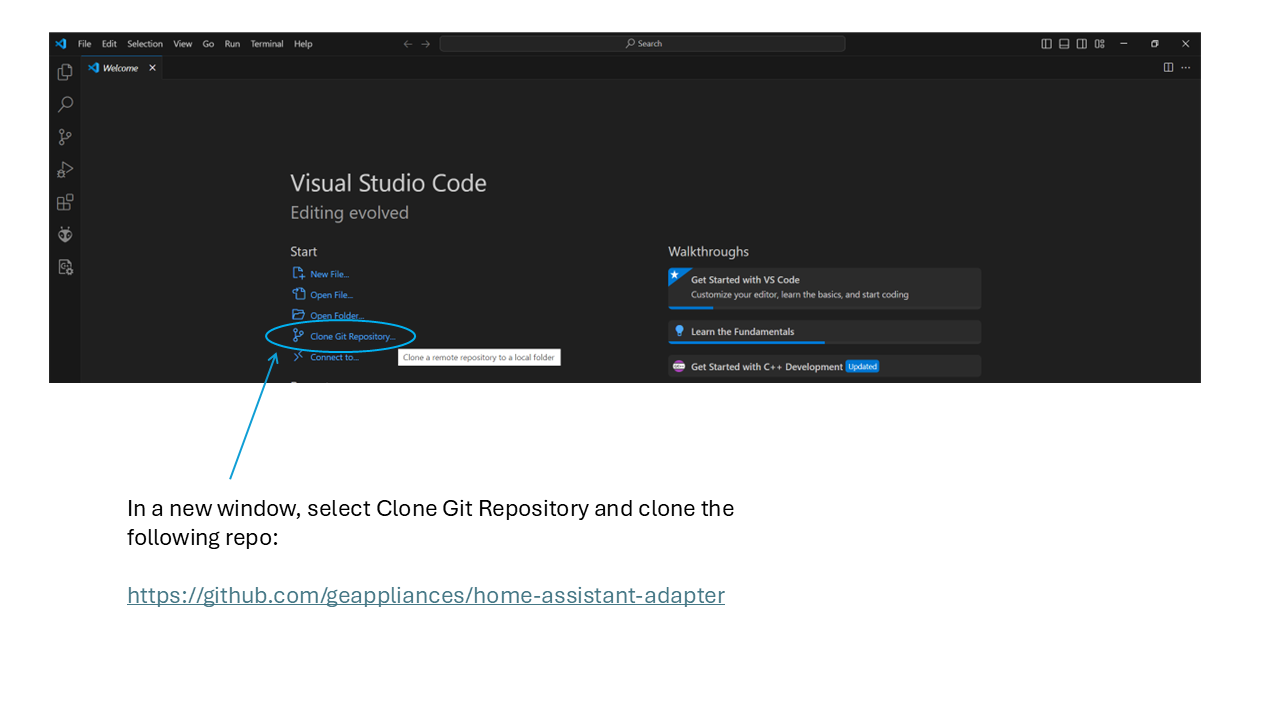 File Edit Selection View Go Run Terminal Help
Search
Welcome
Visual Studio Code
Editing evolved
Start
New File...
Open File...
Open Folder...
Clone Git Repository...
Connect to...
Clone a remote repository to a local folder
Walkthroughs
Get Started with VS Code
Customize your editor, learn the basics, and start coding
Learn the Fundamentals
Get Started with C++ Development Updated
In a new window, select Clone Git Repository and clone the
following repo:
https://github.com/geappliances/home-assistant-adapter